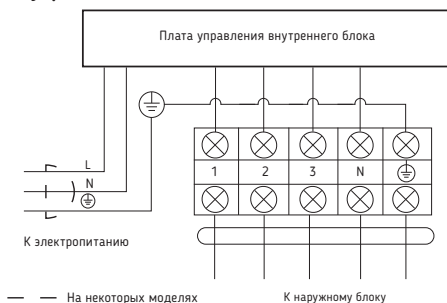 Плата управления внутреннего блока
L
N
1 2 3 N
К электропитанию
На некоторых моделях
К наружному блоку